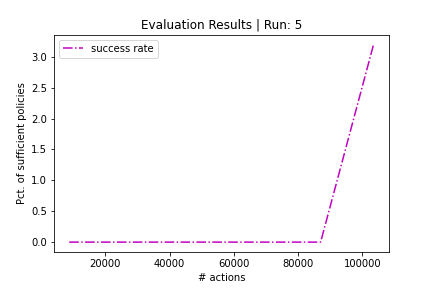 Evaluation Results | Run: 5
success rate
Pct. of sufficient policies
3.0
2.5
2.0
1.5
1.0
0.5
0.0
20000 40000 60000 80000 100000
# actions